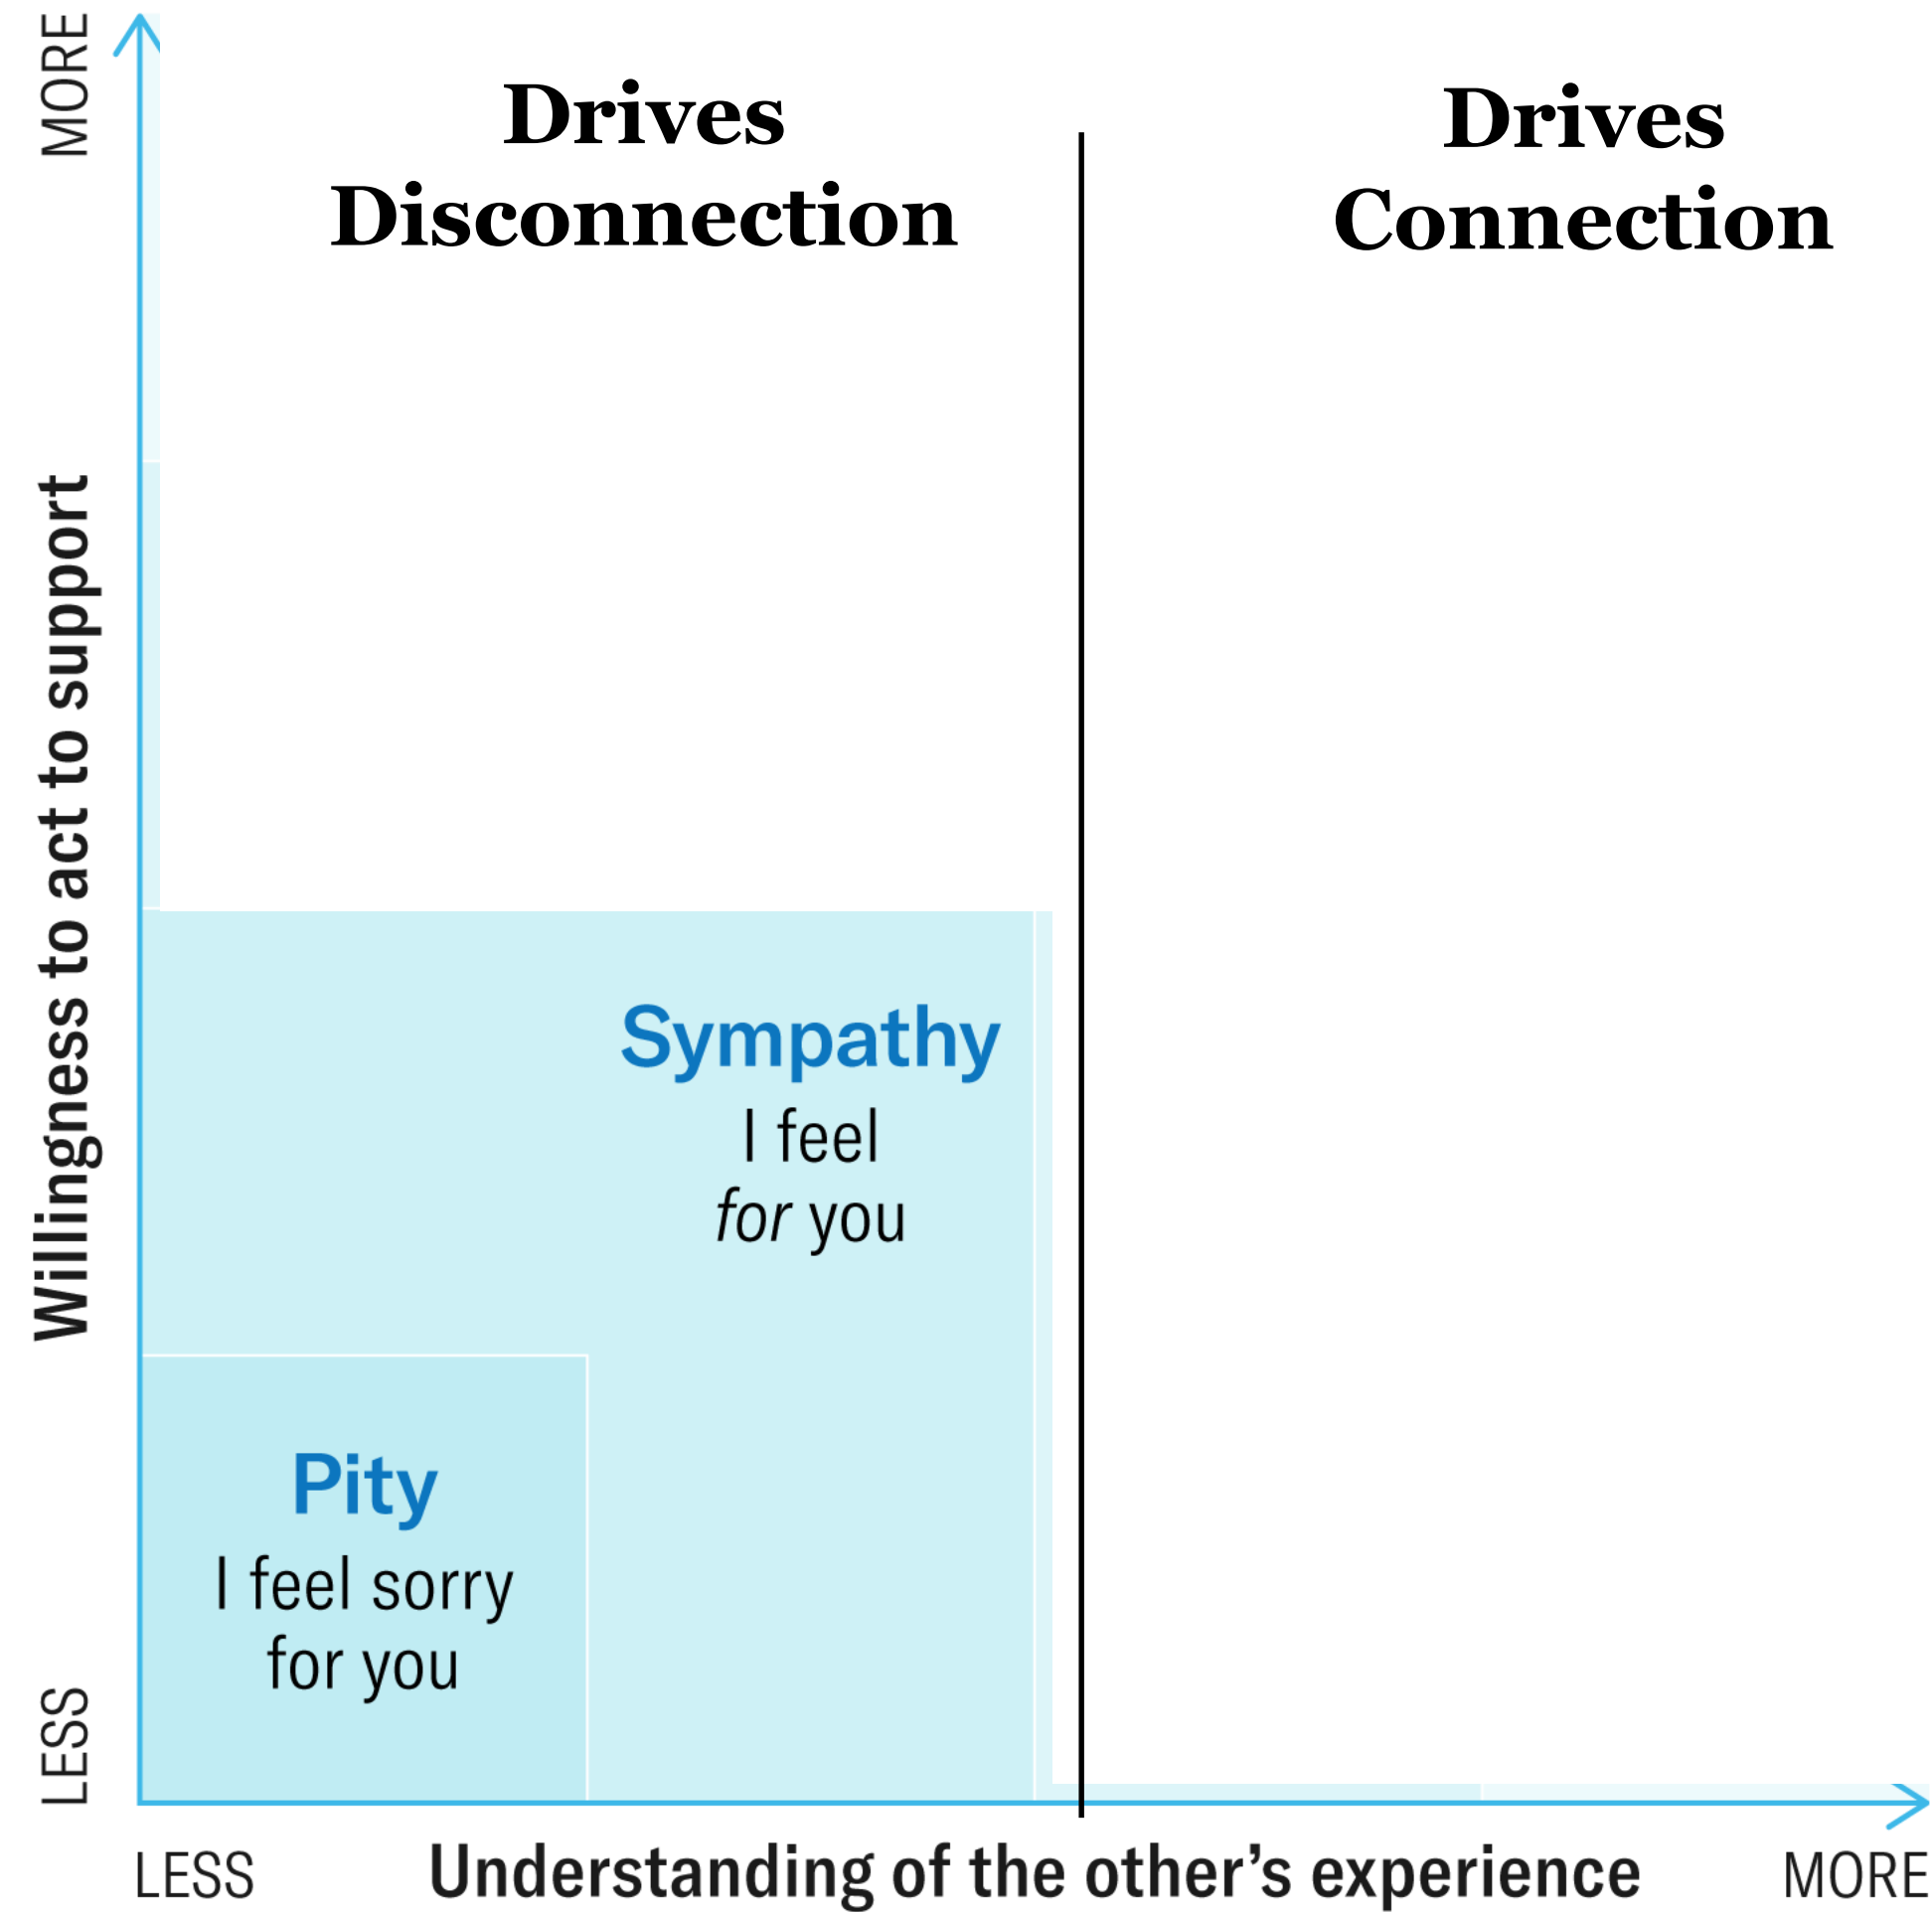 MORE
Drives
Disconnection
Drives
Connection
Willingness to act to support
Sympathy
I feel
for you
Pity
I feel sorry
for you
LESS
LESS
Understanding of the other’s experience
MORE